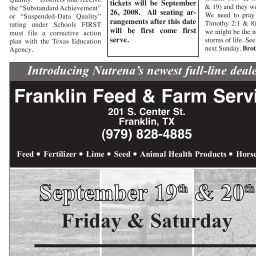 the "Substandard Achievement"
or "Suspended-Data Quality"
rating under Schools FIRST
must file a corrective action
plan with the Texas Education
Agency.
tickets will be September
26, 2008. All seating ar-
rangements after this date
will be first come first
serve.
& 19) and they wo
We need to pray
Timothy 2:1 & 8)
we might be the ne
storms of life. See
next Sunday. Brot
Introducing Nutrena's newest full-line deale
Franklin Feed & Farm Servi
201 S. Center St.
Franklin, TX
(979) 828-4885
Feed • Fertilizer • Lime • Seed • Animal Health Products • Horse
September 19th & 20th
Friday & Saturday